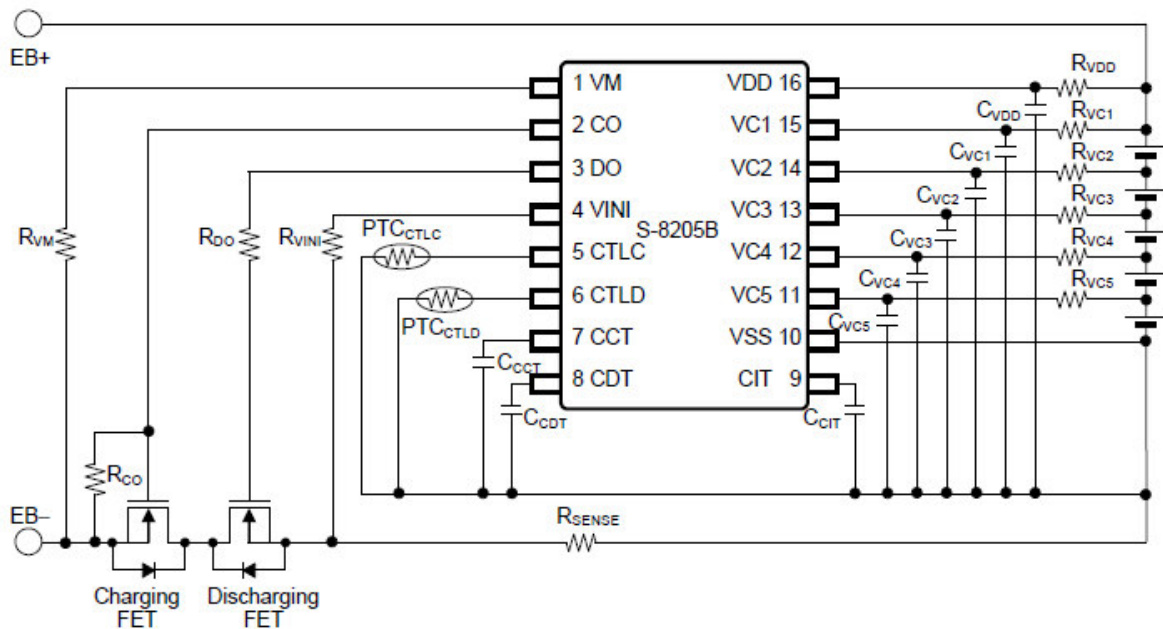 EB+
1 VM
VDD 16
RVDD
2 CO
VC1 15
CVDD
RVC1
3 DO
VC2 14
CVC1
RVC2
4 VINI
VC3 13
CVC2
RVC3
S-8205B
RVM
RDO
RVINI
PTCCTLC
5 CTLC
VC4 12
CVC3
RVC4
6 CTLD
VC5 11
CVC4
RVC5
PTCCTLD
7 CCT
VSS 10
CVC5
CCCT
8 CDT
CIT 9
CCDT
CCIT
RCO
EB–
RSENSE
Charging
FET
Discharging
FET